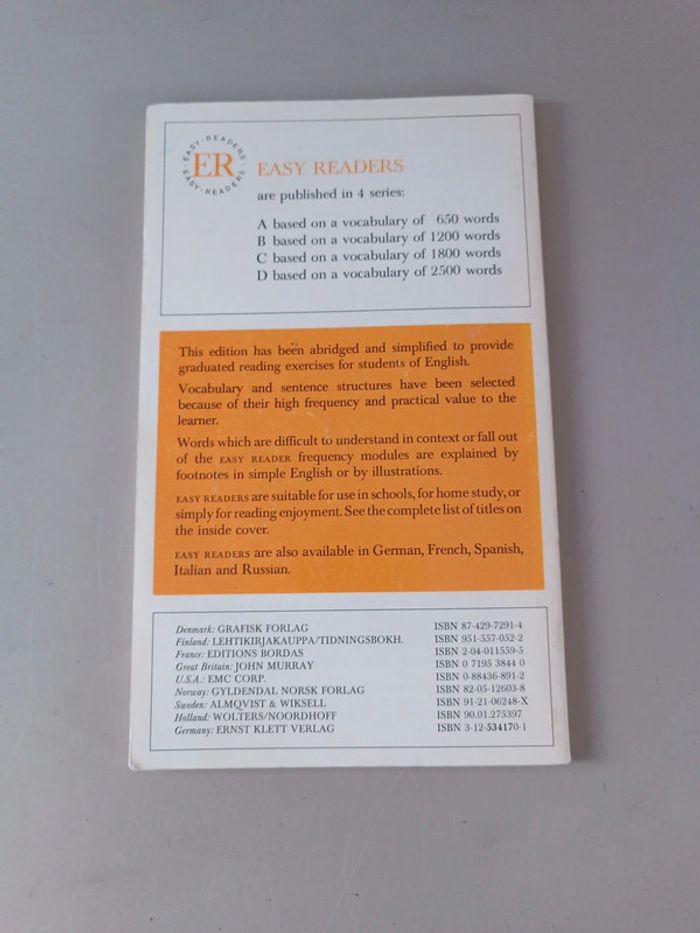 EASY-READERS
ER
EASY-READERS
EASY READERS
are published in 4 series:
A based on a vocabulary of 650 words
B based on a vocabulary of 1200 words
C based on a vocabulary of 1800 words
D based on a vocabulary of 2500 words
This edition has been abridged and simplified to provide
graduated reading exercises for students of English.
Vocabulary and sentence structures have been selected
because of their high frequency and practical value to the
learner.
Words which are difficult to understand in context or fall out
of the EASY READER frequency modules are explained by
footnotes in simple English or by illustrations.
EASY READERS are suitable for use in schools, for home study, or
simply for reading enjoyment. See the complete list of titles on
the inside cover.
EASY READERS are also available in German, French, Spanish,
Italian and Russian.
Denmark: GRAFISK FORLAG ISBN 87-429-7291-4
Finland: LEHTIKIRJAKAUPPA/TIDNINGSBOKH. ISBN 951-557-052-2
France: EDITIONS BORDAS ISBN 2-04-011559-5
Great Britain: JOHN MURRAY ISBN 0 7195 3844 0
U.S.A.: EMC CORP. ISBN 0-88436-891-2
Norway: GYLDENDAL NORSK FORLAG ISBN 82-05-12603-8
Sweden: ALMQVIST & WIKSELL ISBN 91-21-06248-X
Holland: WOLTERS/NOORDHOFF ISBN 90.01.275397
Germany: ERNST KLETT VERLAG ISBN 3-12-534170-1